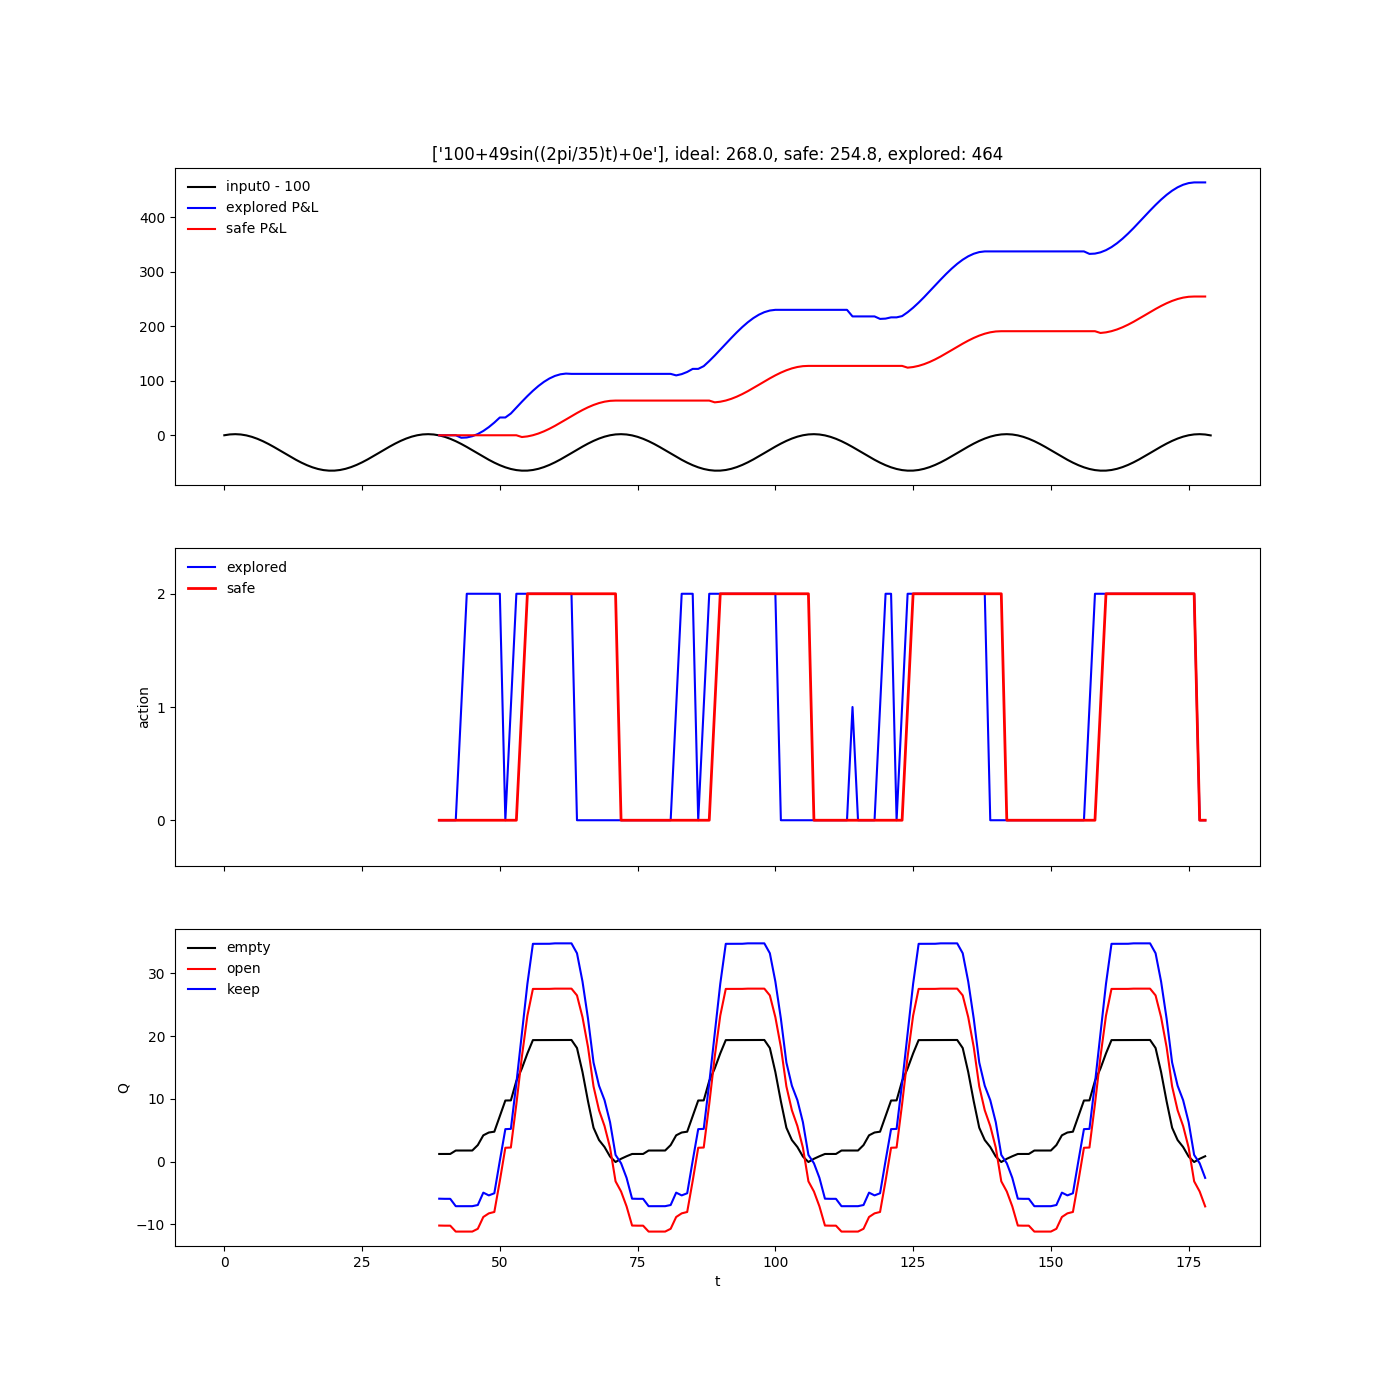 ['100+49sin((2pi/35)t)+0e'], ideal: 268.0, safe: 254.8, explored: 464
input0 - 100
explored P&L
safe P&L
400
300
200
100
0
explored
safe
2
1
0
action
empty
open
keep
30
20
10
0
−10
Q
0 25 50 75 100 125 150 175
t